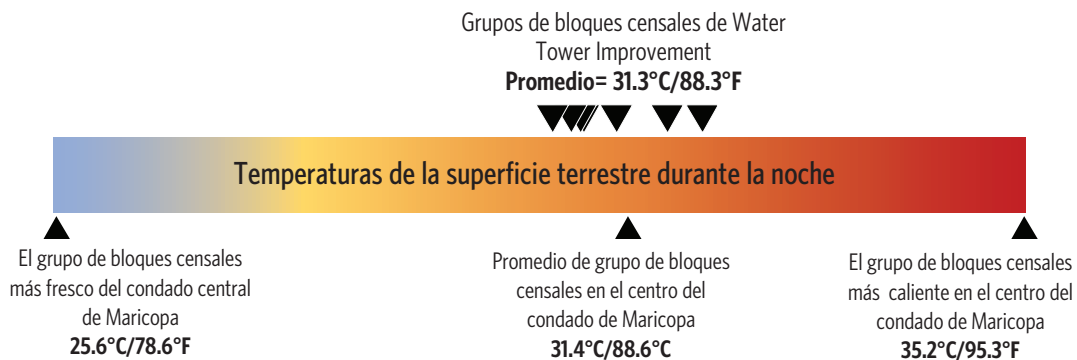 Grupos de bloques censales de Water
Tower Improvement
Promedio= 31.3°C/88.3°F
Temperaturas de la superficie terrestre durante la noche
El grupo de bloques censales
más fresco del condado central
de Maricopa
25.6°C/78.6°F
Promedio de grupo de bloques
censales en el centro del
condado de Maricopa
31.4°C/88.6°C
El grupo de bloques censales
más caliente en el centro del
condado de Maricopa
35.2°C/95.3°F